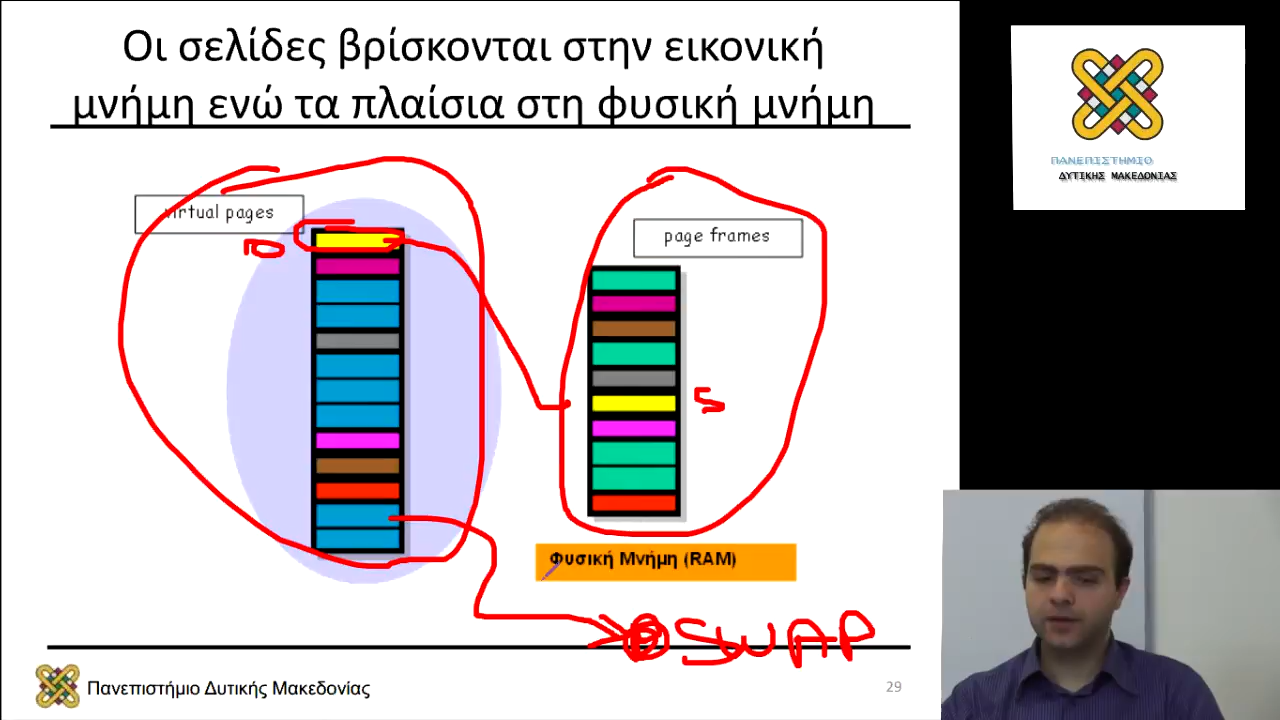 Οι σελίδες βρίσκονται στην εικονική
μνήμη ενώ τα πλαίσια στη φυσική μνήμη
ΠΑΝΕΠΙΣΤΗΜΙΟ
ΔΥΤΙΚΗΣ ΜΑΚΕΔΟΝΙΑΣ
virtual pages
page frames
5
Φυσική Μνήμη (RAM)
SWAP
Πανεπιστήμιο Δυτικής Μακεδονίας
29